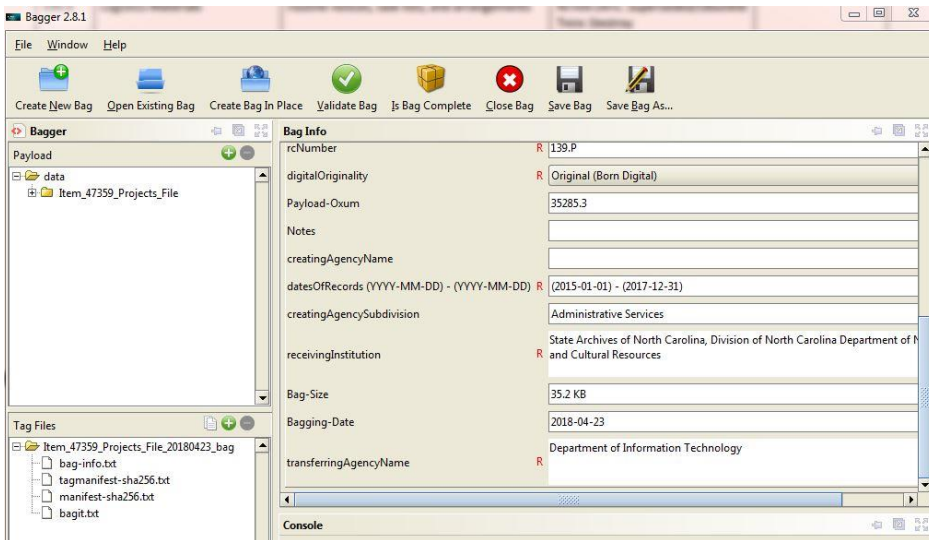 Bagger 2.8.1
File Window Help
Create New Bag Open Existing Bag Create Bag In Place Validate Bag Is Bag Complete Close Bag Save Bag Save Bag As...
Bagger
Payload
data
Item_47359_Projects_File
Tag Files
Item_47359_Projects_File_20180423_bag
bag-info.txt
tagmanifest-sha256.txt
manifest-sha256.txt
bagit.txt
Bag Info
rcNumber R 139.P
digitalOriginality R Original (Born Digital)
Payload-Oxum 35285.3
Notes
creatingAgencyName
datesOfRecords (YYYY-MM-DD) - (YYYY-MM-DD) R (2015-01-01) - (2017-12-31)
creatingAgencySubdivision Administrative Services
State Archives of North Carolina, Division of North Carolina Department of N
receivingInstitution R and Cultural Resources
Bag-Size 35.2 KB
Bagging-Date 2018-04-23
Department of Information Technology
transferringAgencyName R
Console